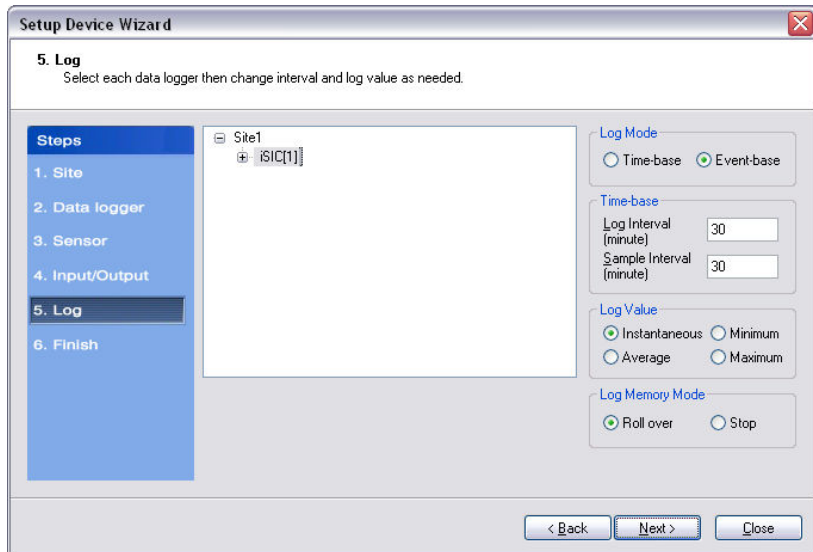 Setup Device Wizard
5. Log
Select each data logger then change interval and log value as needed.
Steps
1. Site
2. Data logger
3. Sensor
4. Input/Output
5. Log
6. Finish
Site1
iSIC[1]
Log Mode
Time-base Event-base
Time-base
Log Interval
(minute)
30
Sample Interval
(minute)
30
Log Value
Instantaneous Minimum
Average Maximum
Log Memory Mode
Roll over Stop
< Back Next > Close